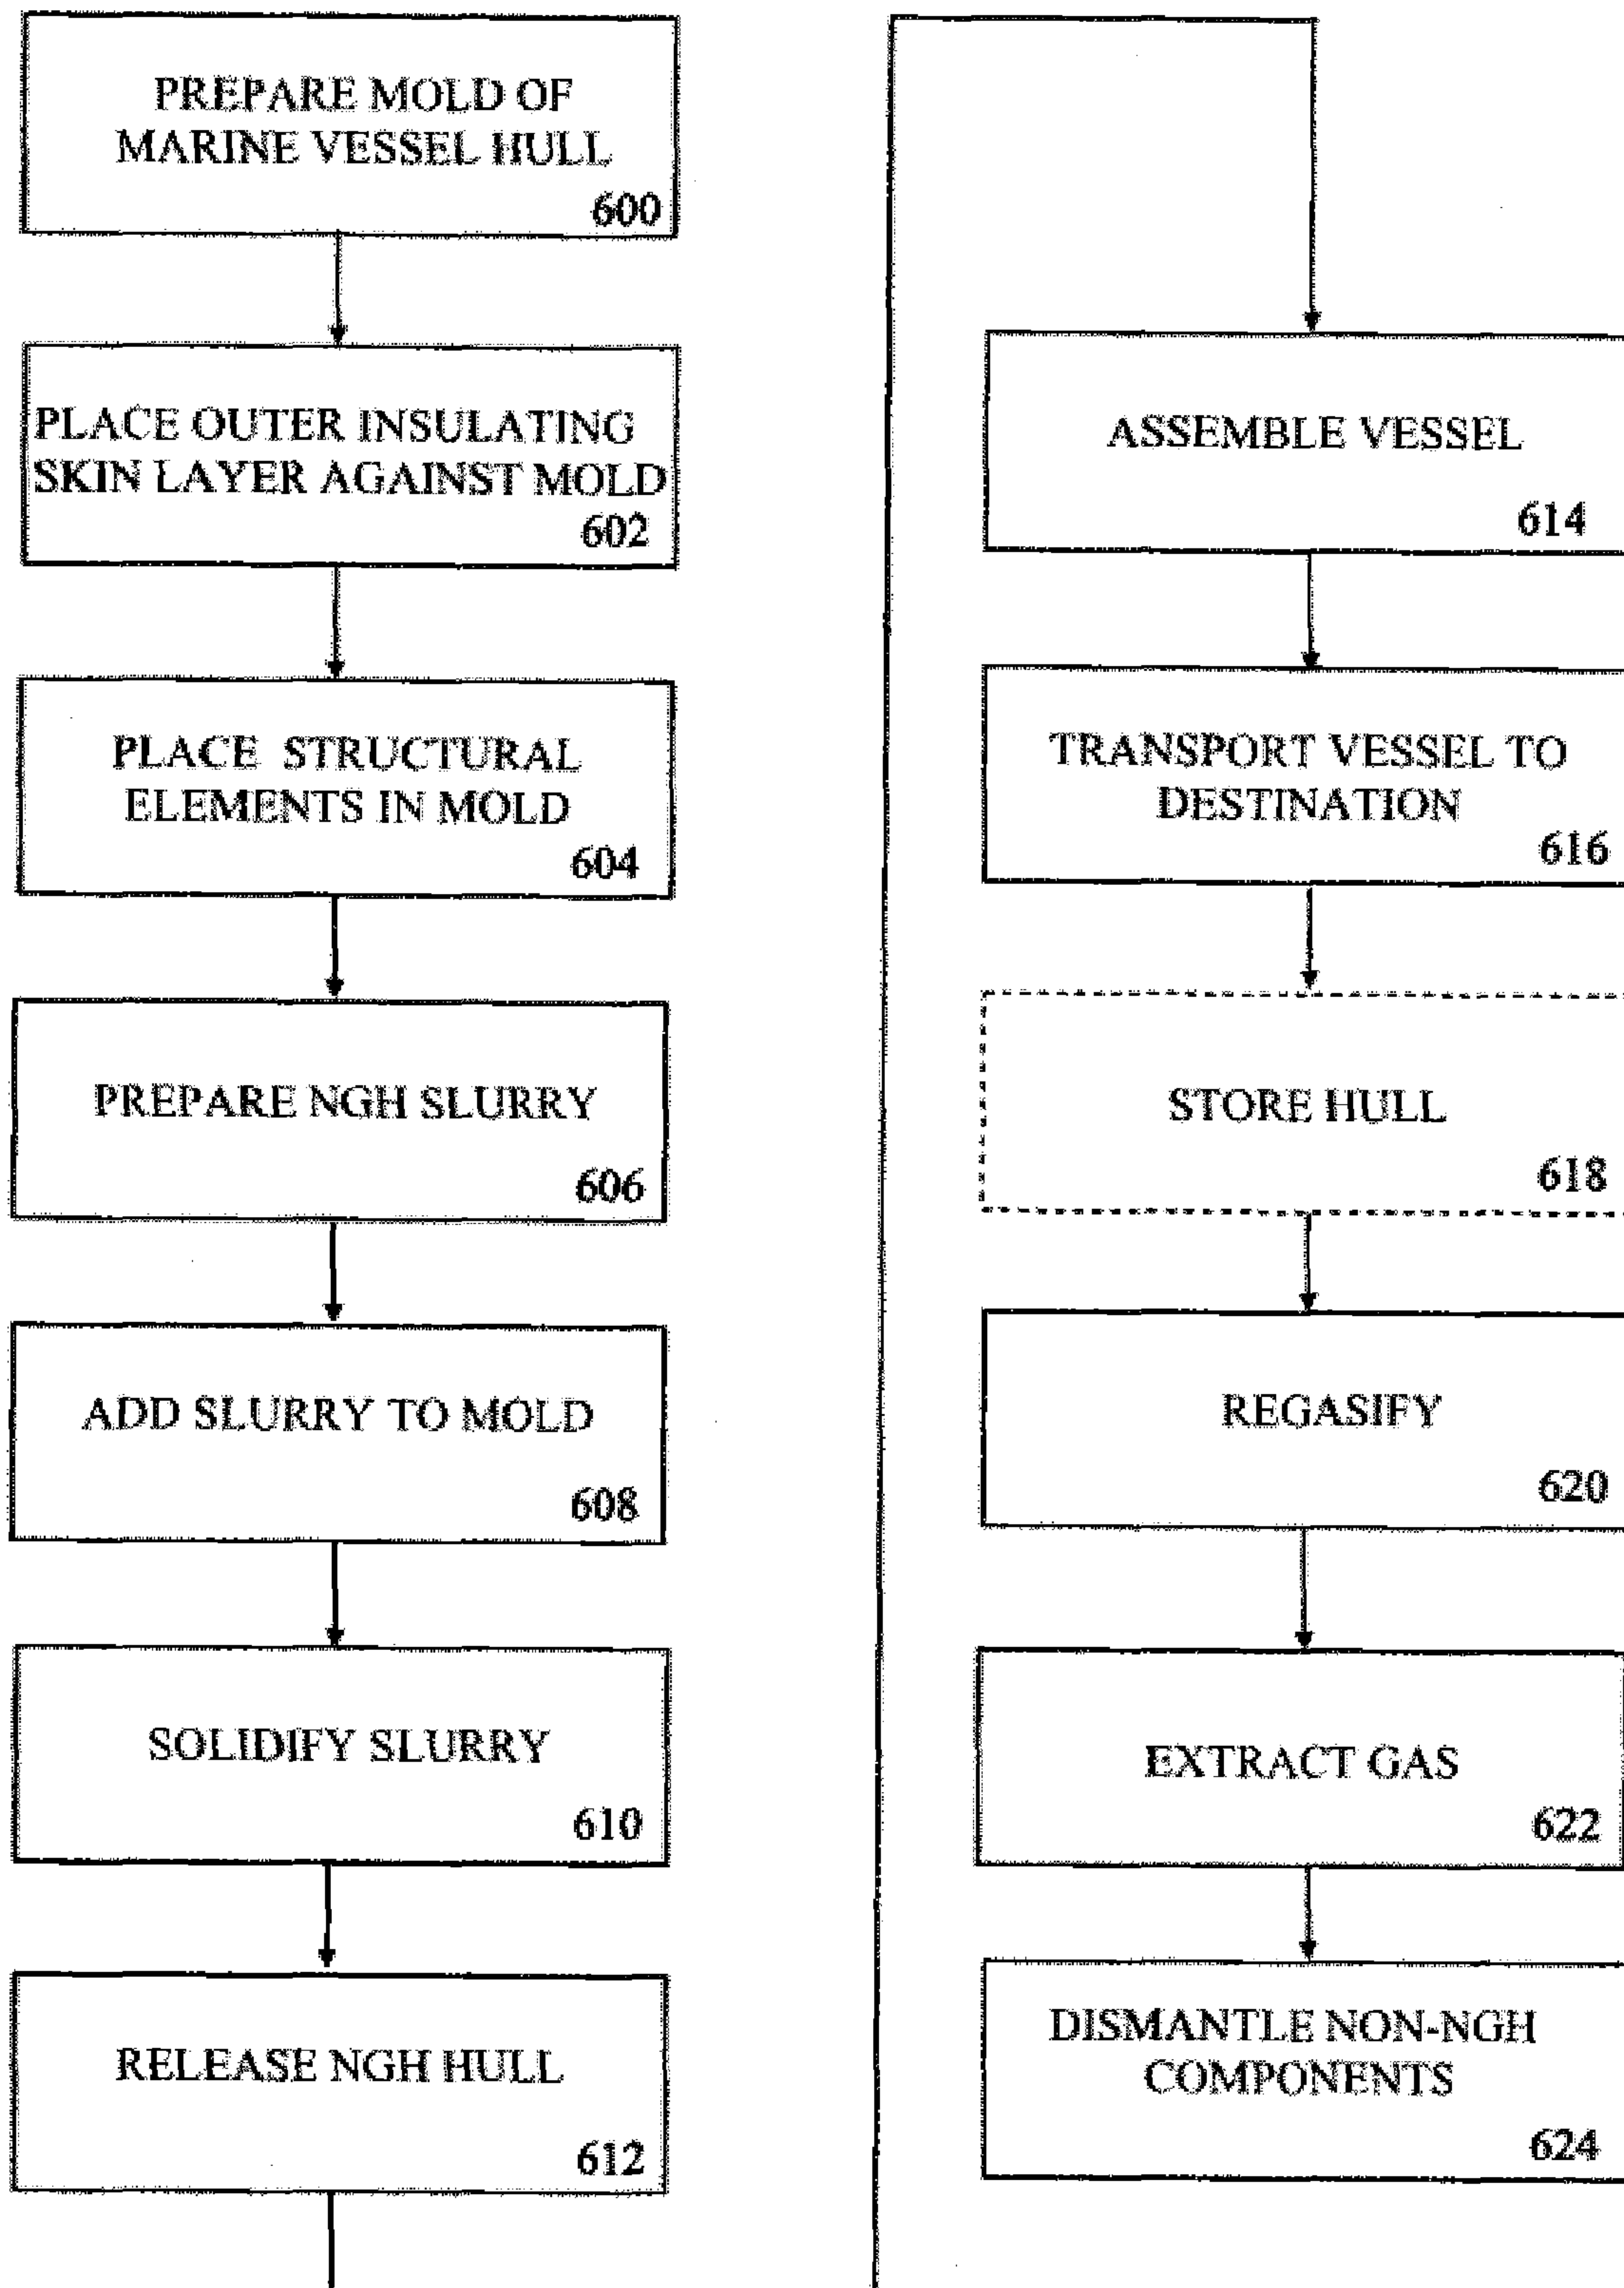 PREPARE MOLD OF
MARINE VESSEL HULL
600
PLACE OUTER INSULATING
SKIN LAYER AGAINST MOLD
602
PLACE STRUCTURAL
ELEMENTS IN MOLD
604
PREPARE NGH SLURRY
606
ADD SLURRY TO MOLD
608
SOLIDIFY SLURRY
610
RELEASE NGH HULL
612
ASSEMBLE VESSEL
614
TRANSPORT VESSEL TO
DESTINATION
616
STORE HULL
618
REGASIFY
620
EXTRACT GAS
622
DISMANTLE NON-NGH
COMPONENTS
624